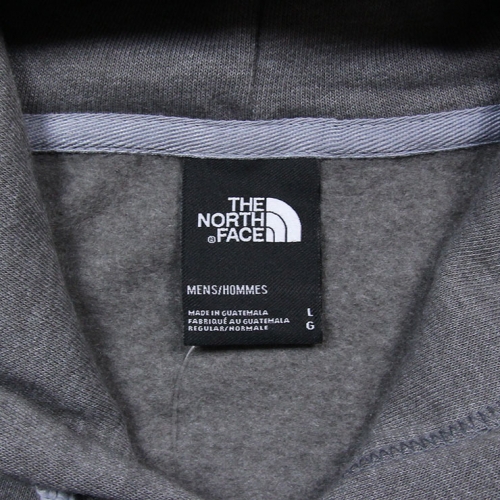 THE
NORTH
® FACE
MENS/HOMMES
MADE IN GUATEMALA L
FABRIQUÉ AU GUATEMALA G
REGULAR/NORMALE